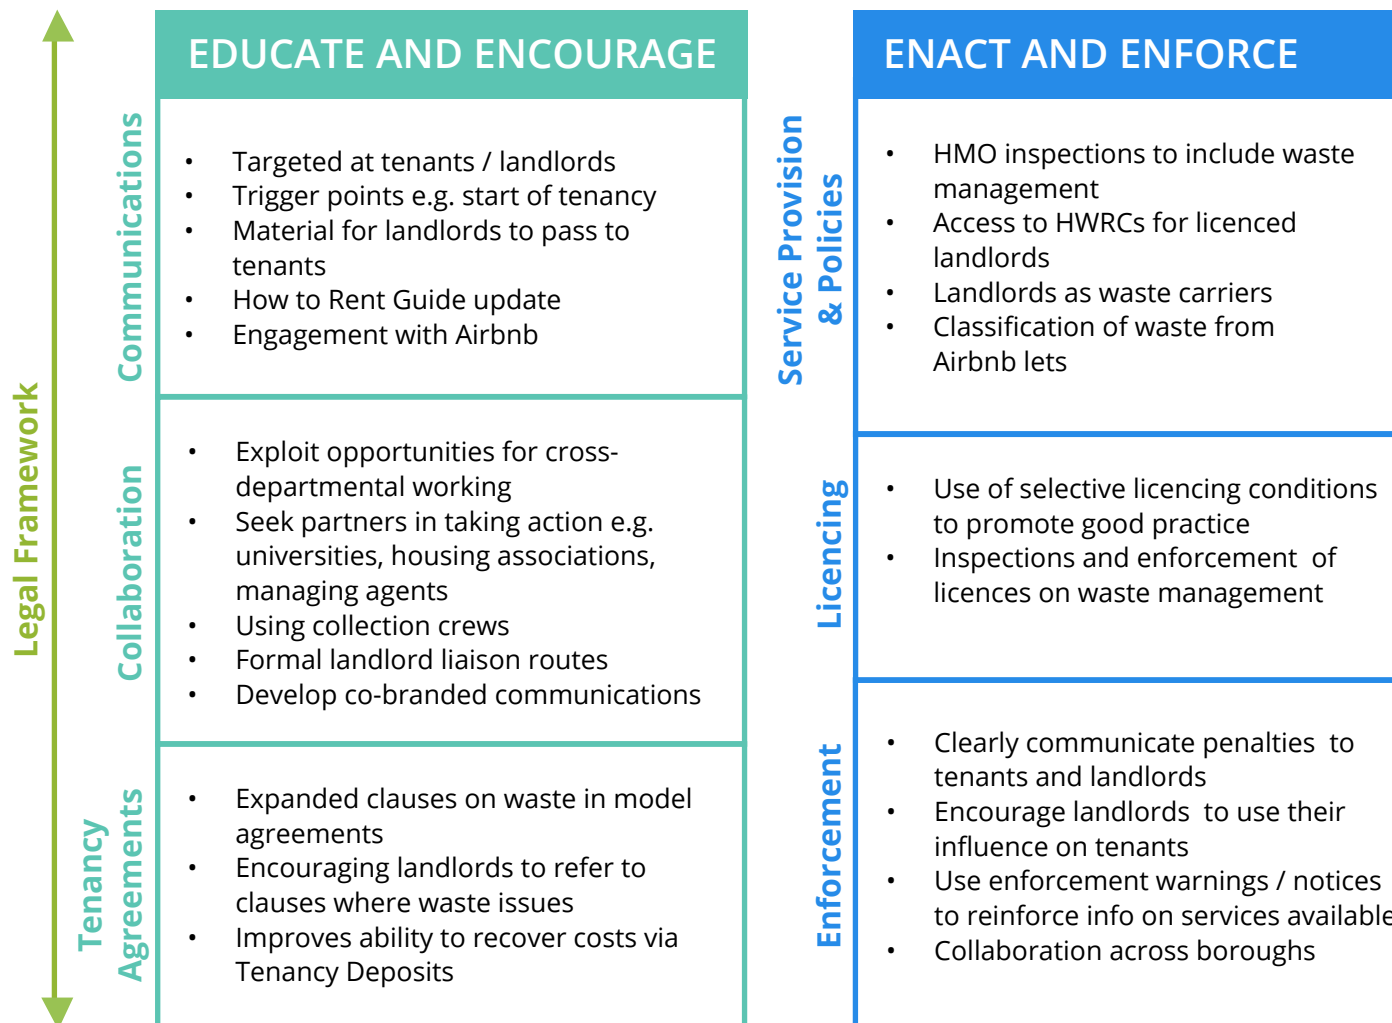 Legal Framework
EDUCATE AND ENCOURAGE
Communications
• Targeted at tenants / landlords
• Trigger points e.g. start of tenancy
• Material for landlords to pass to
tenants
• How to Rent Guide update
• Engagement with Airbnb
Collaboration
• Exploit opportunities for cross-
departmental working
• Seek partners in taking action e.g.
universities, housing associations,
managing agents
• Using collection crews
• Formal landlord liaison routes
• Develop co-branded communications
Tenancy
Agreements
• Expanded clauses on waste in model
agreements
• Encouraging landlords to refer to
clauses where waste issues
• Improves ability to recover costs via
Tenancy Deposits
ENACT AND ENFORCE
Service Provision
& Policies
• HMO inspections to include waste
management
• Access to HWRCs for licenced
landlords
• Landlords as waste carriers
• Classification of waste from
Airbnb lets
Licencing
• Use of selective licencing conditions
to promote good practice
• Inspections and enforcement of
licences on waste management
Enforcement
• Clearly communicate penalties to
tenants and landlords
• Encourage landlords to use their
influence on tenants
• Use enforcement warnings / notices
to reinforce info on services available
• Collaboration across boroughs